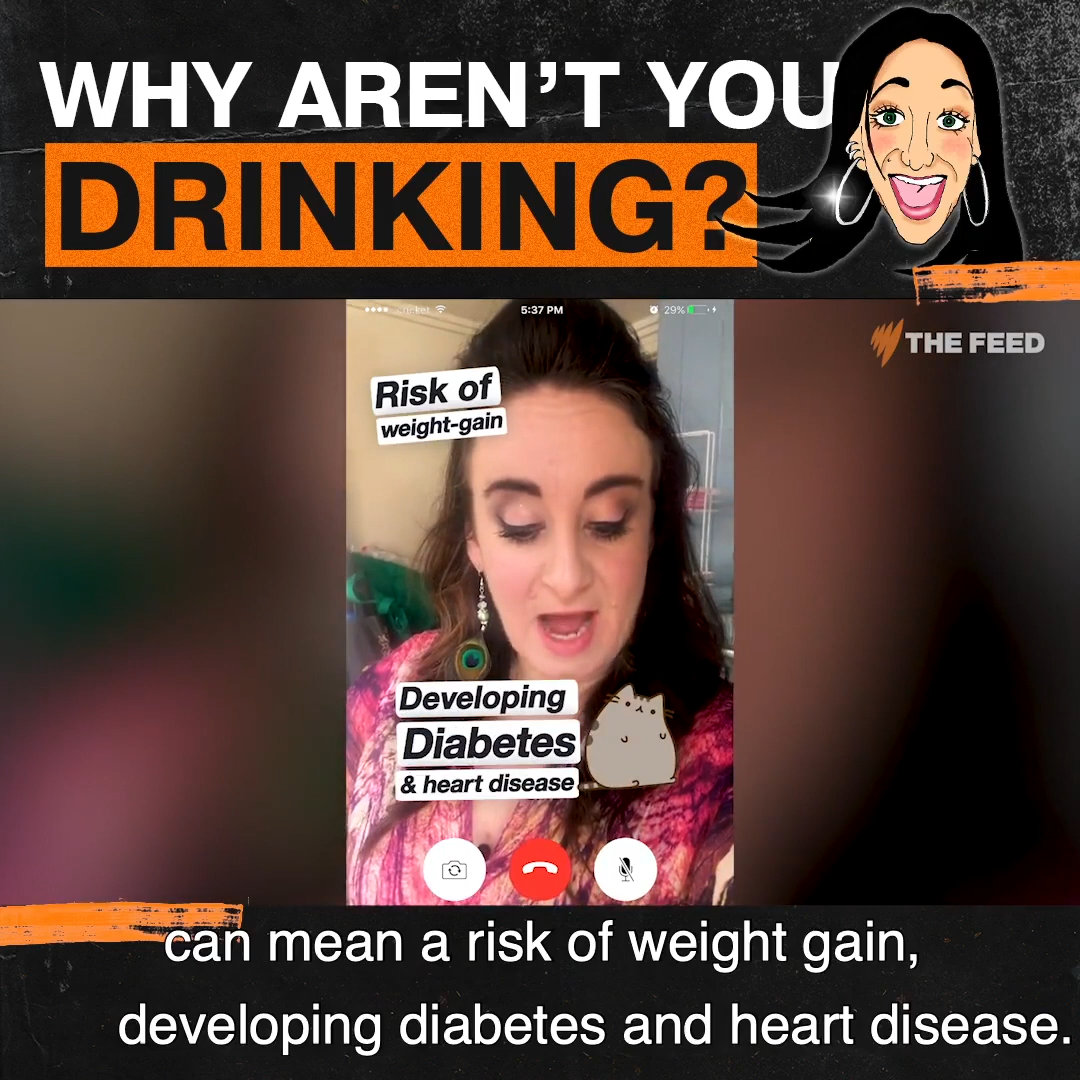 WHY AREN'T YOU
DRINKING?
THE FEED
5:37 PM
29%
Risk of
weight-gain
Developing
Diabetes
& heart disease
can mean a risk of weight gain,
developing diabetes and heart disease.